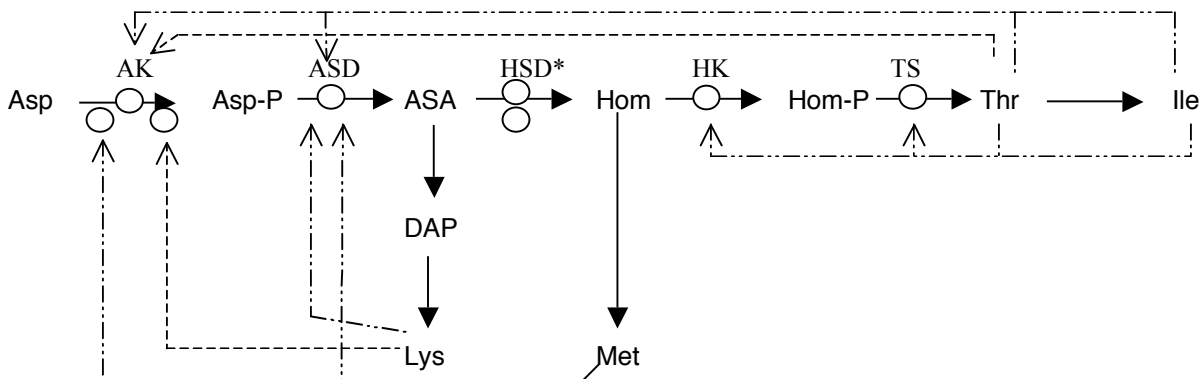 AK ASD HSD* HK TS
Asp Asp-P ASA Hom Hom-P Thr Ile
DAP
Lys Met